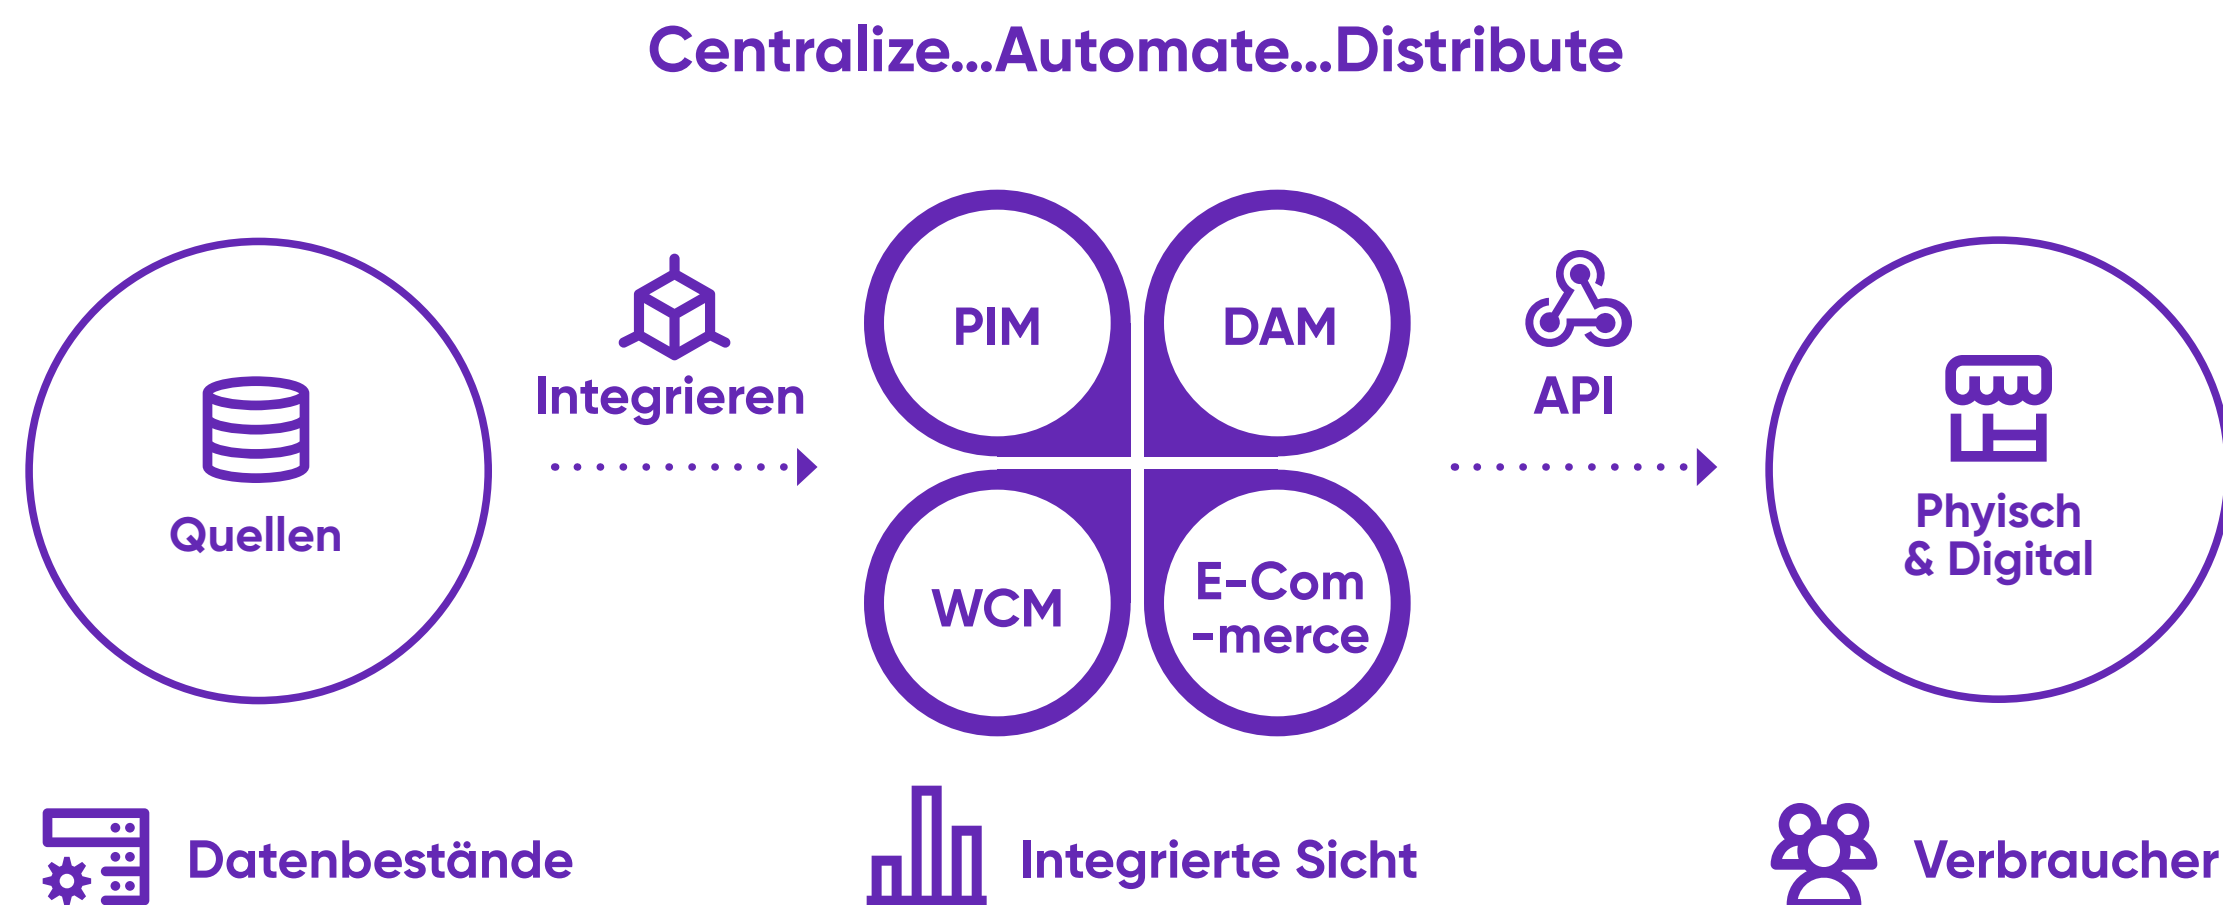 Centralize...Automate...Distribute
Quellen
Integrieren
PIM
DAM
WCM
E-Com
-merce
API
Phyisch
& Digital
Datenbestände
Integrierte Sicht
Verbraucher